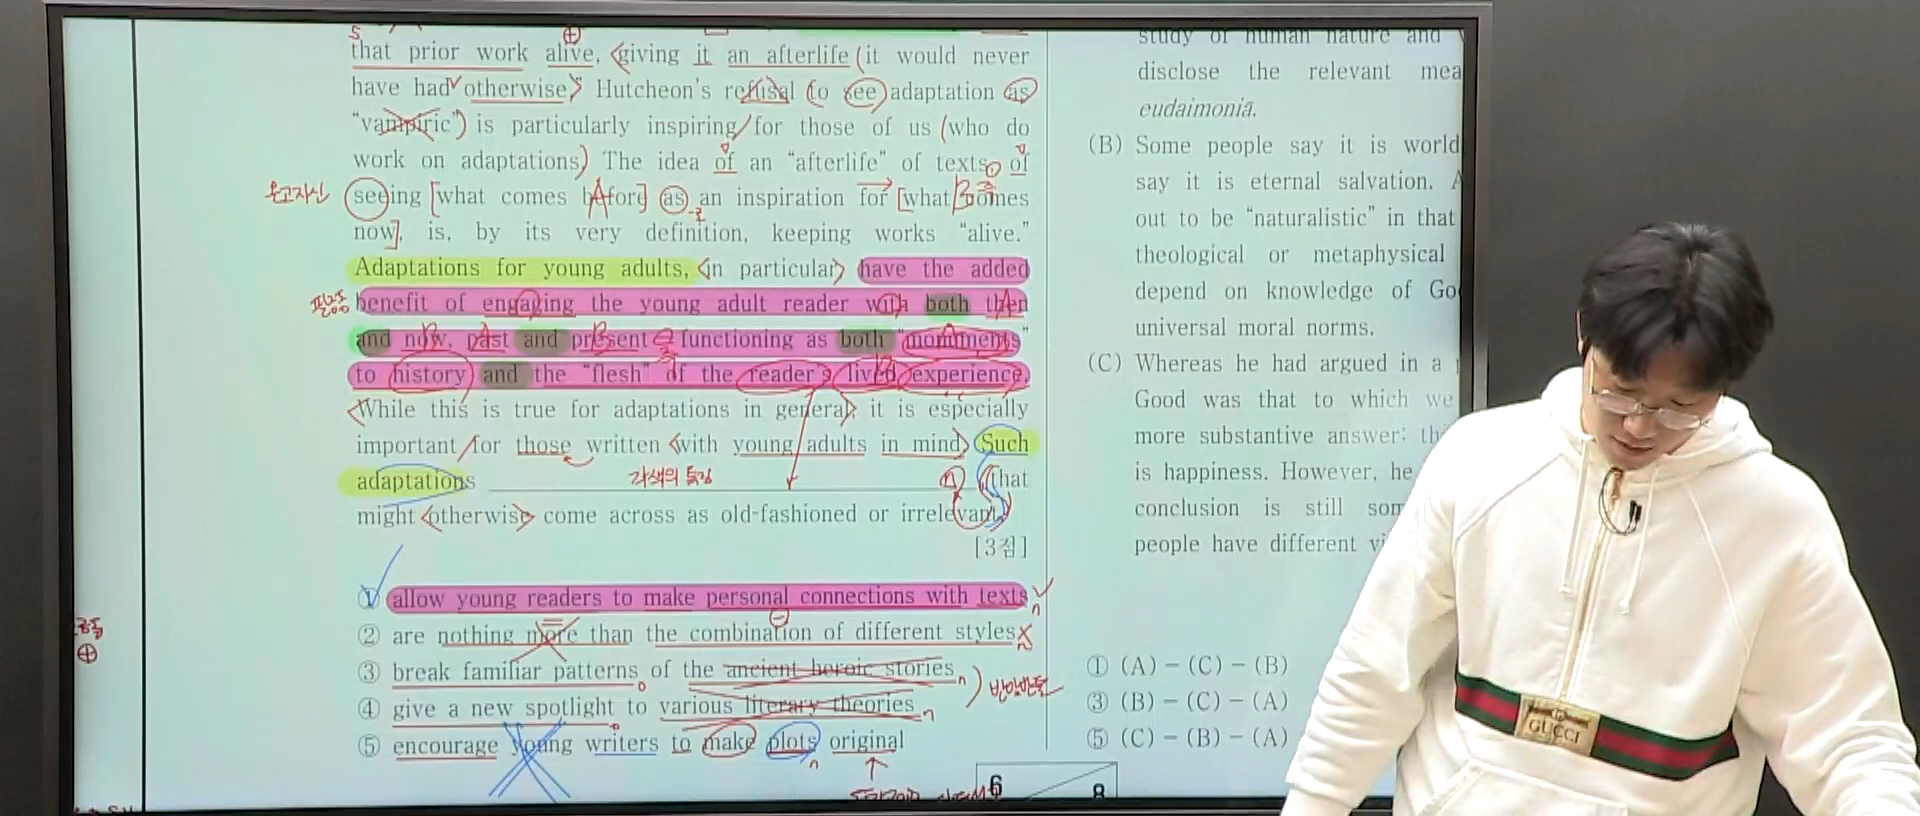 that prior work alive, giving it an afterlife (it would never
have had otherwise)." Hutcheon's refusal to see adaptation as
"vampiric" is particularly inspiring for those of us who do
work on adaptations. The idea of an "afterlife" of texts, of
seeing what comes before as an inspiration for what comes
now, is, by its very definition, keeping works "alive."
Adaptations for young adults, in particular, have the added
benefit of engaging the young adult reader with both then
and now, past and present — functioning as both "monuments"
to history and the "flesh" of the reader's lived experience.
While this is true for adaptations in general, it is especially
important for those written with young adults in mind. Such
각색의 특징
adaptations that
might otherwise come across as old-fashioned or irrelevant.
[3점]
① allow young readers to make personal connections with texts
② are nothing more than the combination of different styles
③ break familiar patterns of the ancient heroic stories
④ give a new spotlight to various literary theories
⑤ encourage young writers to make plots original
study of human nature and
disclose the relevant mea
eudaimoniā.
(B) Some people say it is world
say it is eternal salvation. A
out to be "naturalistic" in that
theological or metaphysical
depend on knowledge of Go
universal moral norms.
(C) Whereas he had argued in a
Good was that to which we
more substantive answer: th
is happiness. However, he
conclusion is still som
people have different vi
① (A) - (C) - (B)
③ (B) - (C) - (A)
⑤ (C) - (B) - (A)
6
8
GUCCI